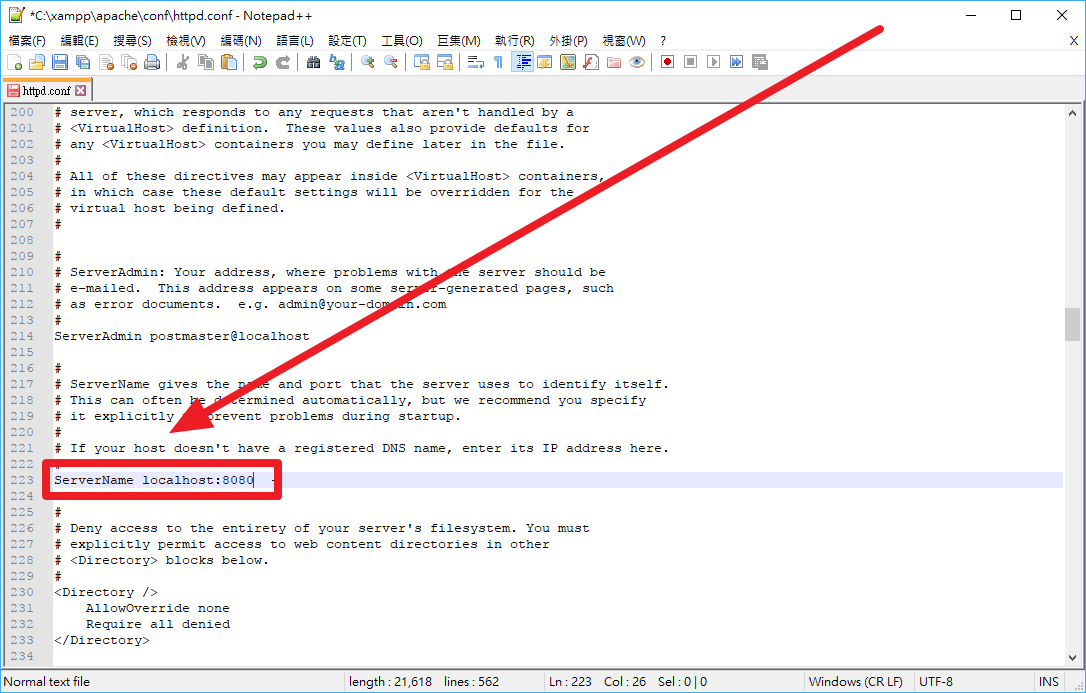 *C:\xampp\apache\conf\httpd.conf - Notepad++
檔案(F) 編輯(E) 搜尋(S) 檢視(V) 編碼(N) 語言(L) 設定(T) 工具(O) 巨集(M) 執行(R) 外掛(P) 視窗(W) ? X
httpd.conf
200 # server, which responds to any requests that aren't handled by a
201 # <VirtualHost> definition.  These values also provide defaults for
202 # any <VirtualHost> containers you may define later in the file.
203 #
204 # All of these directives may appear inside <VirtualHost> containers,
205 # in which case these default settings will be overridden for the
206 # virtual host being defined.
207 #
208
209 #
210 # ServerAdmin: Your address, where problems with the server should be
211 # e-mailed.  This address appears on some server-generated pages, such
212 # as error documents.  e.g. admin@your-domain.com
213 #
214 ServerAdmin postmaster@localhost
215
216 #
217 # ServerName gives the name and port that the server uses to identify itself.
218 # This can often be determined automatically, but we recommend you specify
219 # it explicitly to prevent problems during startup.
220 #
221 # If your host doesn't have a registered DNS name, enter its IP address here.
222 #
223 ServerName localhost:8080
224
225 #
226 # Deny access to the entirety of your server's filesystem. You must
227 # explicitly permit access to web content directories in other
228 # <Directory> blocks below.
229 #
230 <Directory />
231     AllowOverride none
232     Require all denied
233 </Directory>
234
Normal text file length : 21,618 lines : 562 Ln : 223 Col : 26 Sel : 0 | 0 Windows (CR LF) UTF-8 INS